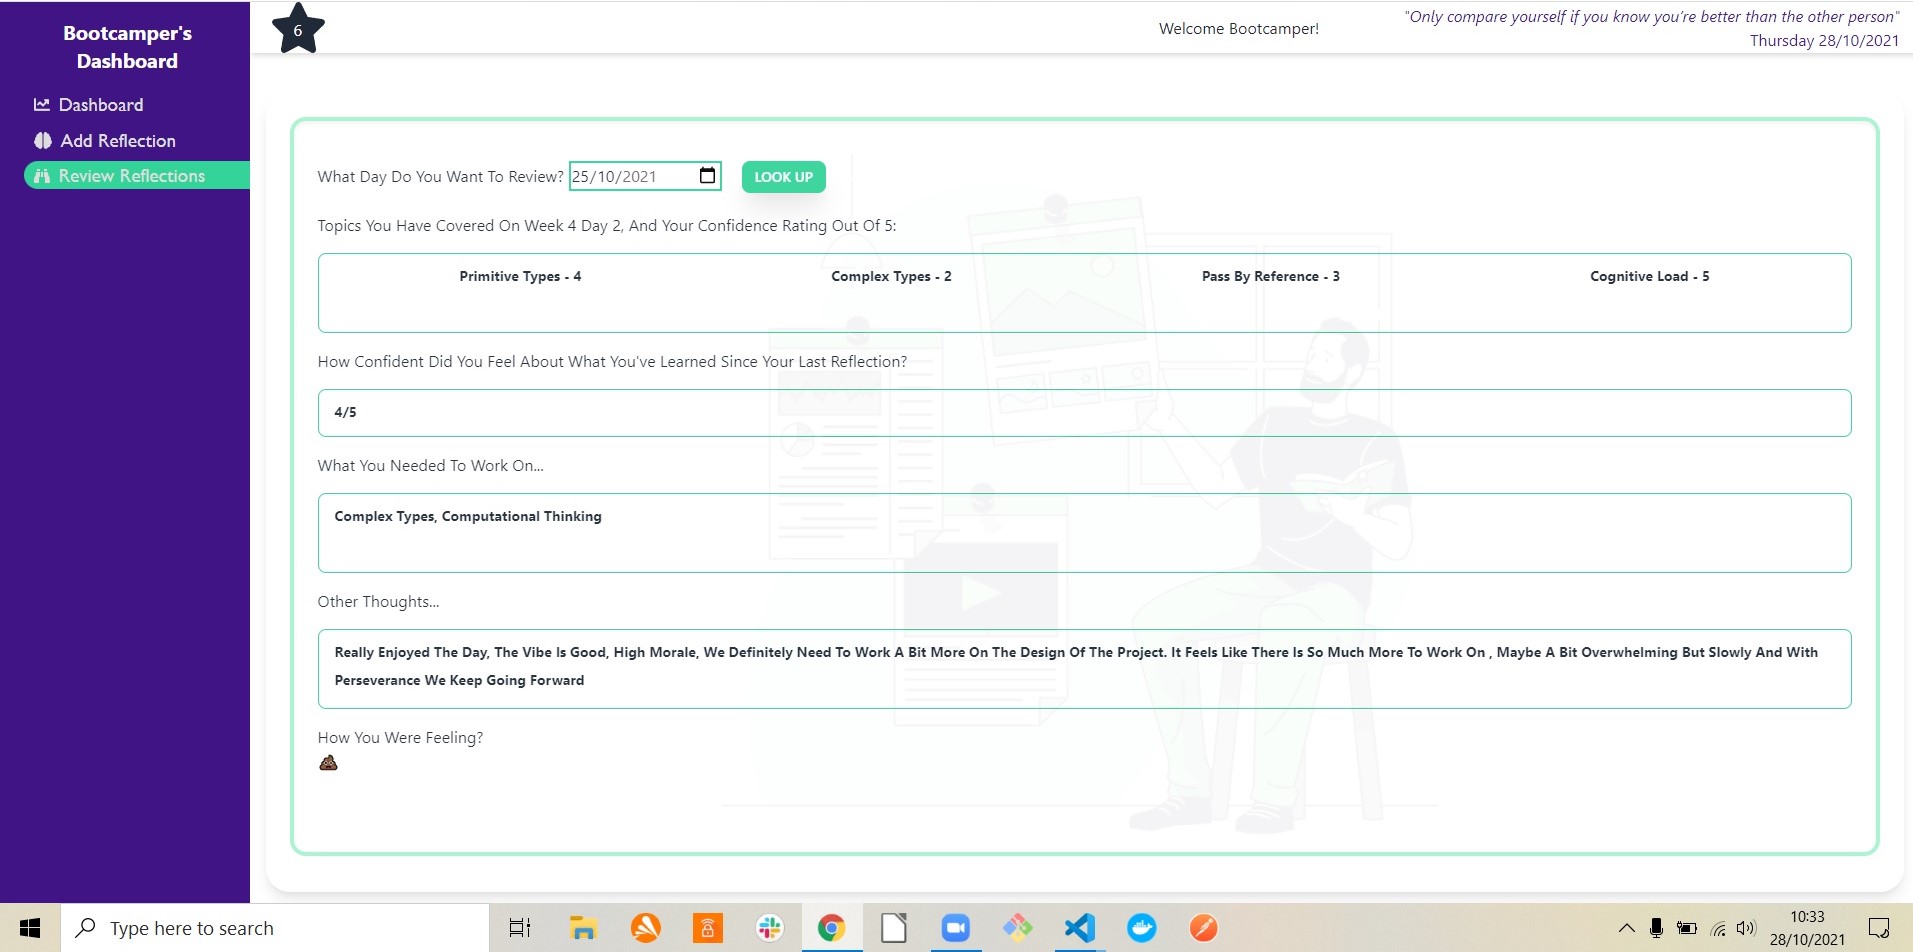 Bootcamper's
Dashboard
Dashboard
Add Reflection
Review Reflections
6
Welcome Bootcamper!
"Only compare yourself if you know you’re better than the other person"
Thursday 28/10/2021
What Day Do You Want To Review? 25/10/2021 LOOK UP
Topics You Have Covered On Week 4 Day 2, And Your Confidence Rating Out Of 5:
Primitive Types - 4 Complex Types - 2 Pass By Reference - 3 Cognitive Load - 5
How Confident Did You Feel About What You've Learned Since Your Last Reflection?
4/5
What You Needed To Work On...
Complex Types, Computational Thinking
Other Thoughts...
Really Enjoyed The Day, The Vibe Is Good, High Morale, We Definitely Need To Work A Bit More On The Design Of The Project. It Feels Like There Is So Much More To Work On , Maybe A Bit Overwhelming But Slowly And With
Perseverance We Keep Going Forward
How You Were Feeling?
💩
Type here to search
10:33
28/10/2021